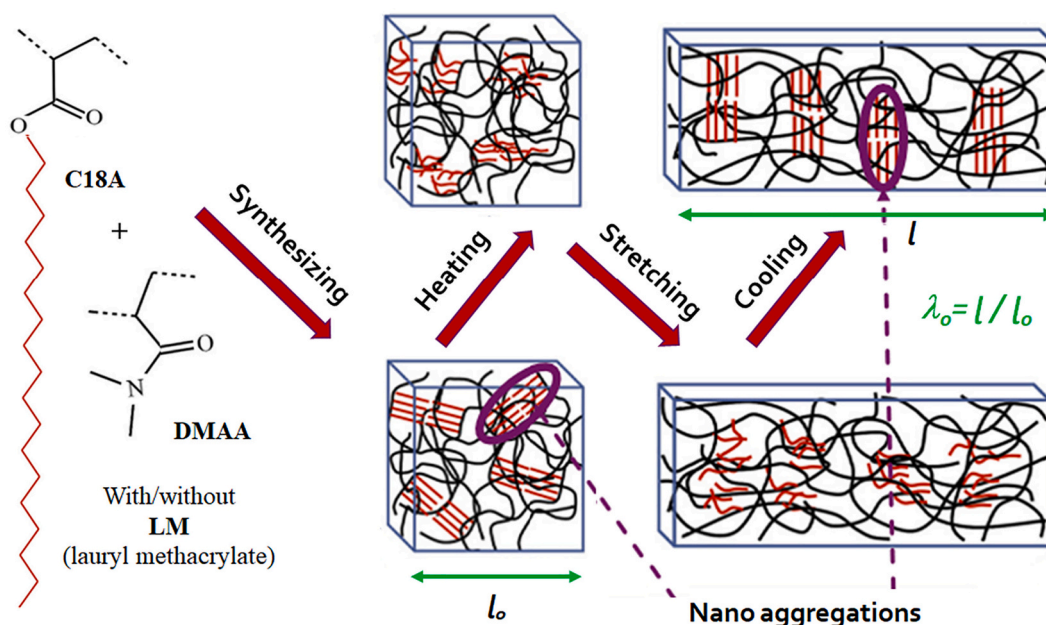 O
O
C18A
+
O
N
DMAA
With/without
LM
(lauryl methacrylate)
Synthesizing
Heating
Stretching
Cooling
l
λo= l / lo
lo
Nano aggregations